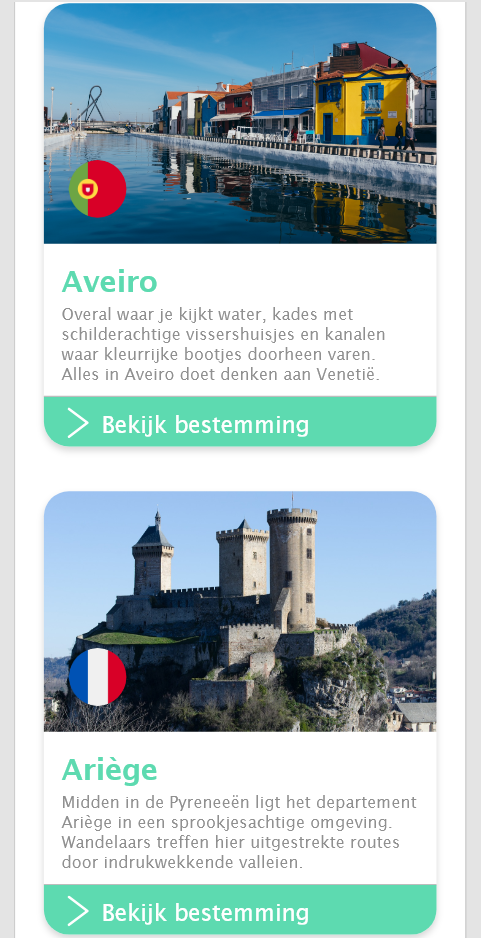 Aveiro
Overal waar je kijkt water, kades met
schilderachtige vissershuisjes en kanalen
waar kleurrijke bootjes doorheen varen.
Alles in Aveiro doet denken aan Venetië.
Bekijk bestemming
Ariège
Midden in de Pyreneeën ligt het departement
Ariège in een sprookjesachtige omgeving.
Wandelaars treffen hier uitgestrekte routes
door indrukwekkende valleien.
Bekijk bestemming